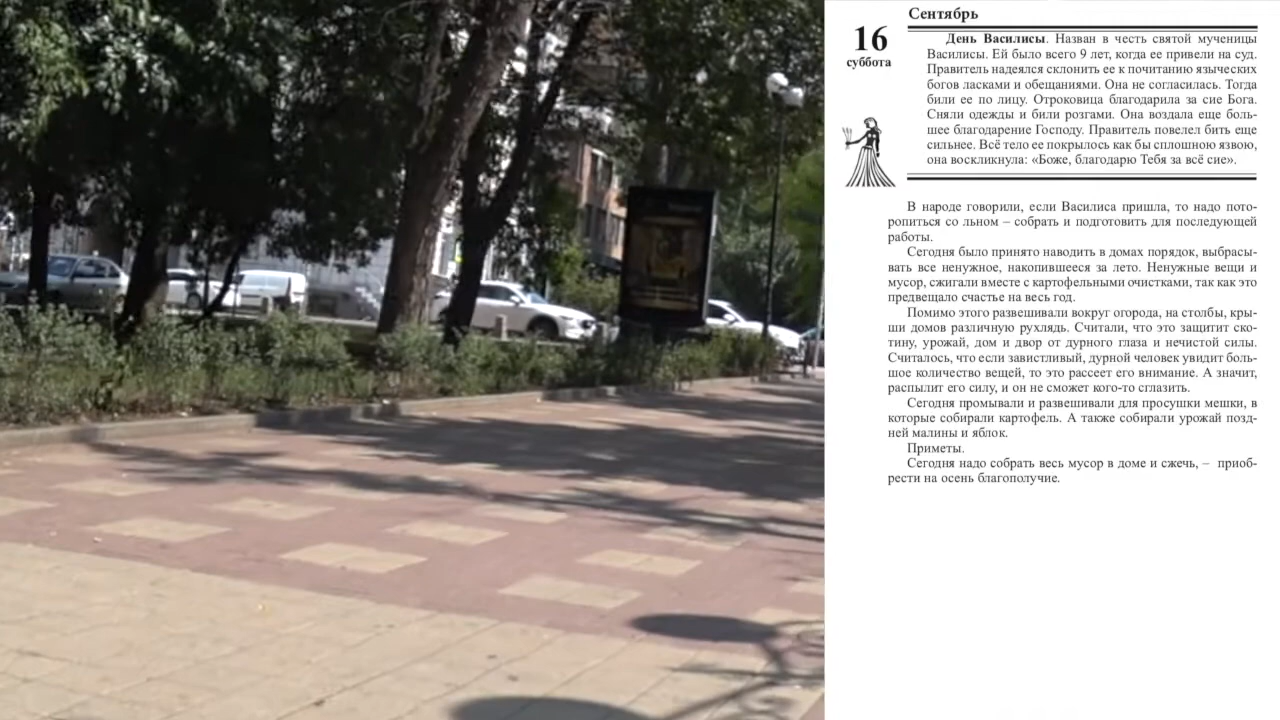 Сентябрь
16
суббота
День Василисы. Назван в честь святой мученицы
Василисы. Ей было всего 9 лет, когда ее привели на суд.
Правитель надеялся склонить ее к почитанию языческих
богов ласками и обещаниями. Она не согласилась. Тогда
били ее по лицу. Отроковица благодарила за сие Бога.
Сняли одежды и били розгами. Она воздала еще боль-
шее благодарение Господу. Правитель повелел бить еще
сильнее. Всё тело ее покрылось как бы сплошною язвою,
она воскликнула: «Боже, благодарю Тебя за всё сие».
В народе говорили, если Василиса пришла, то надо пото-
ропиться со льном – собрать и подготовить для последующей
работы.
Сегодня было принято наводить в домах порядок, выбрасы-
вать все ненужное, накопившееся за лето. Ненужные вещи и
мусор, сжигали вместе с картофельными очистками, так как это
предвещало счастье на весь год.
Помимо этого развешивали вокруг огорода, на столбы, кры-
ши домов различную рухлядь. Считали, что это защитит ско-
тину, урожай, дом и двор от дурного глаза и нечистой силы.
Считалось, что если завистливый, дурной человек увидит боль-
шое количество вещей, то это рассеет его внимание. А значит,
распылит его силу, и он не сможет кого-то сглазить.
Сегодня промывали и развешивали для просушки мешки, в
которые собирали картофель. А также собирали урожай позд-
ней малины и яблок.
Приметы.
Сегодня надо собрать весь мусор в доме и сжечь, – приоб-
рести на осень благополучие.